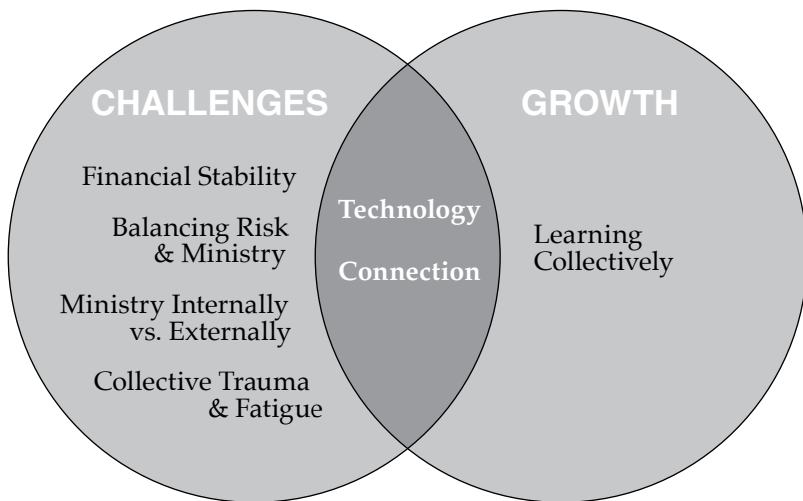 CHALLENGES
Financial Stability
Balancing Risk
& Ministry
Ministry Internally
vs. Externally
Collective Trauma
& Fatigue
Technology
Connection
GROWTH
Learning
Collectively